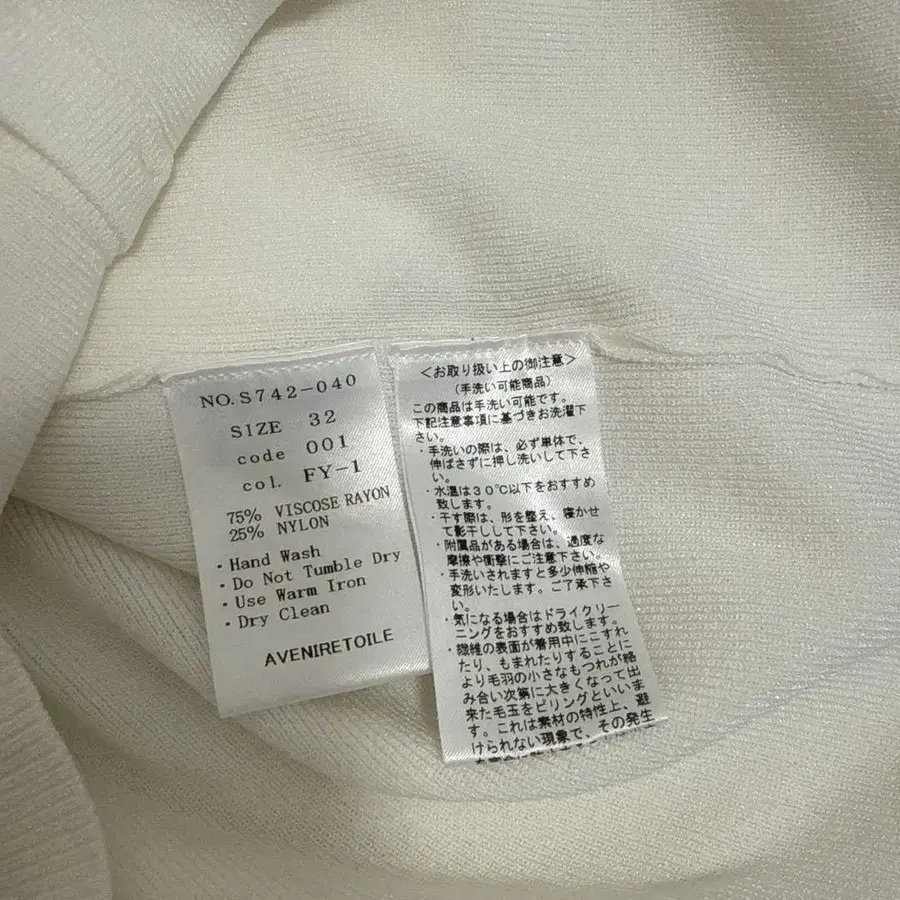 NO.S742-040
SIZE 32
code 001
col. FY-1
75% VISCOSE RAYON
25% NYLON
・Hand Wash
・Do Not Tumble Dry
・Use Warm Iron
・Dry Clean
AVENIRETOILE
＜お取り扱い上の御注意＞
（手洗い可能商品）
この商品は手洗い可能です。
下記注意事項に基づきお洗濯下
さい。
・手洗いの際は、必ず単体で、
伸ばさずに押し洗いして下さ
い。
・水温は３０℃以下をおすすめ
致します。
・干す際は、形を整え、寝かせ
て影干しして下さい。
・附属品がある場合は、過度な
摩擦や衝撃にご注意下さい。
・手洗いされますと多少伸縮や
変形いたします。ご了承下さ
い。
・気になる場合はドライクリー
ニングをおすすめ致します。
・繊維の表面が着用中にこすれ
たり、もまれたりすることに
より毛羽の小さなもつれが絡
み合い次第に大きくなって出
来た毛玉をピリングといいま
す。これは素材の特性上、避
けられない現象で、その発生